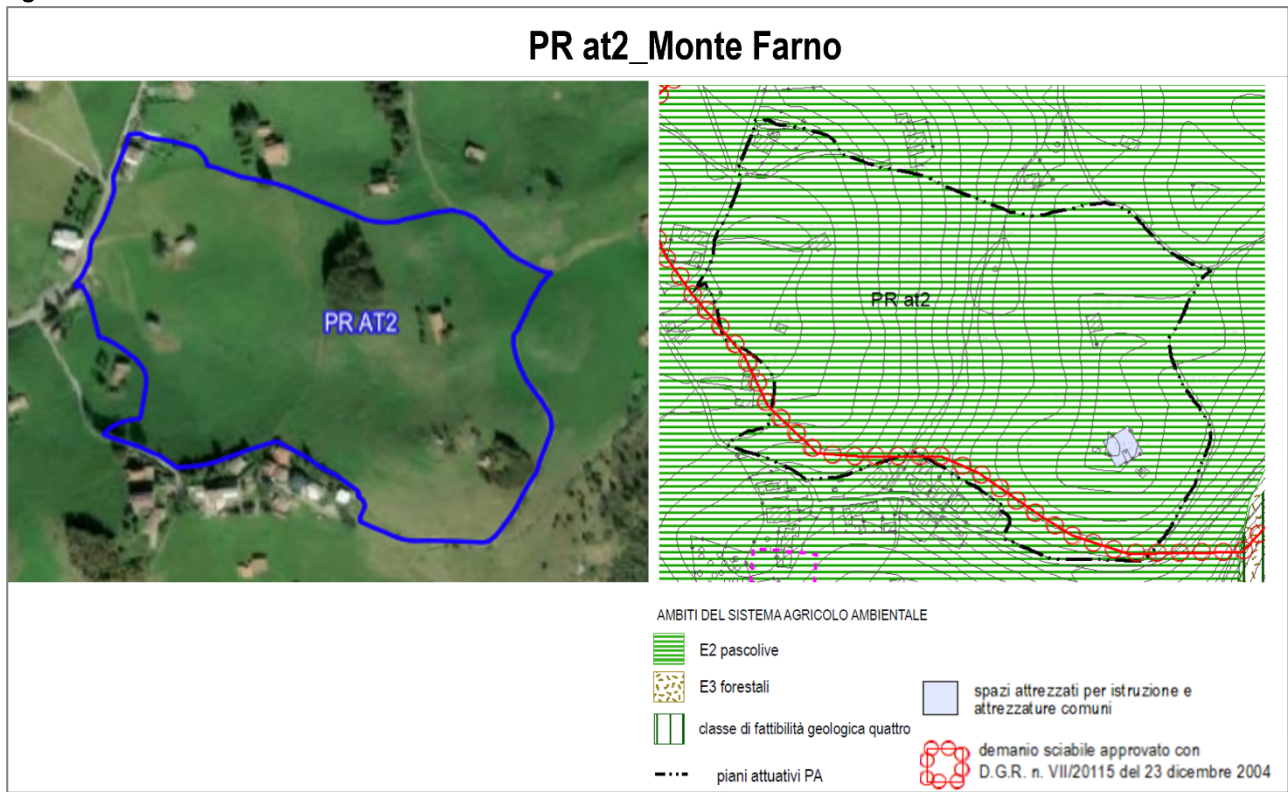 PR at2_Monte Farno
PR AT2
PR at2
AMBITI DEL SISTEMA AGRICOLO AMBIENTALE
E2 pascolive
E3 forestali
classe di fattibilità geologica quattro
piani attuativi PA
spazi attrezzati per istruzione e
attrezzature comuni
demanio sciabile approvato con
D.G.R. n. VII/20115 del 23 dicembre 2004